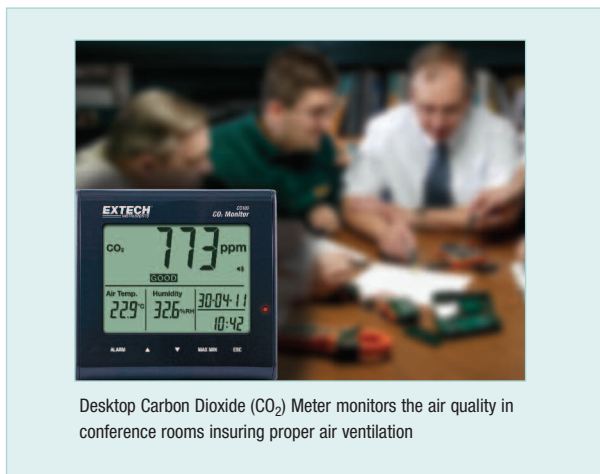 EXTECH
INSTRUMENTS
CO100
CO₂ Monitor
CO₂ 773 ppm
GOOD
Air Temp. Humidity 30-04-11
22.9°C 32.6%RH 10:42
ALARM ▲ ▼ MAX MIN ESC
Desktop Carbon Dioxide (CO₂) Meter monitors the air quality in
conference rooms insuring proper air ventilation